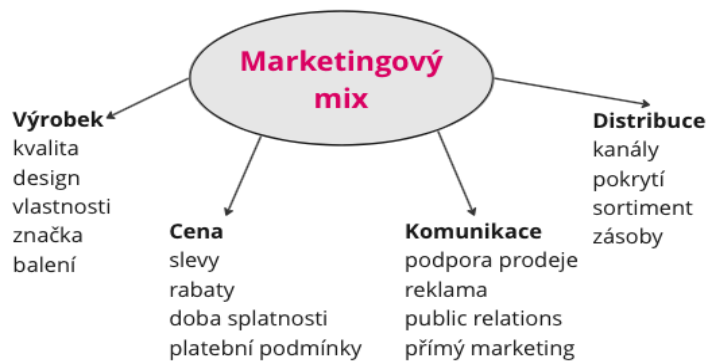 Marketingový
mix
Výrobek
kvalita
design
vlastnosti
značka
balení
Cena
slevy
rabaty
doba splatnosti
platební podmínky
Komunikace
podpora prodeje
reklama
public relations
přímý marketing
Distribuce
kanály
pokrytí
sortiment
zásoby